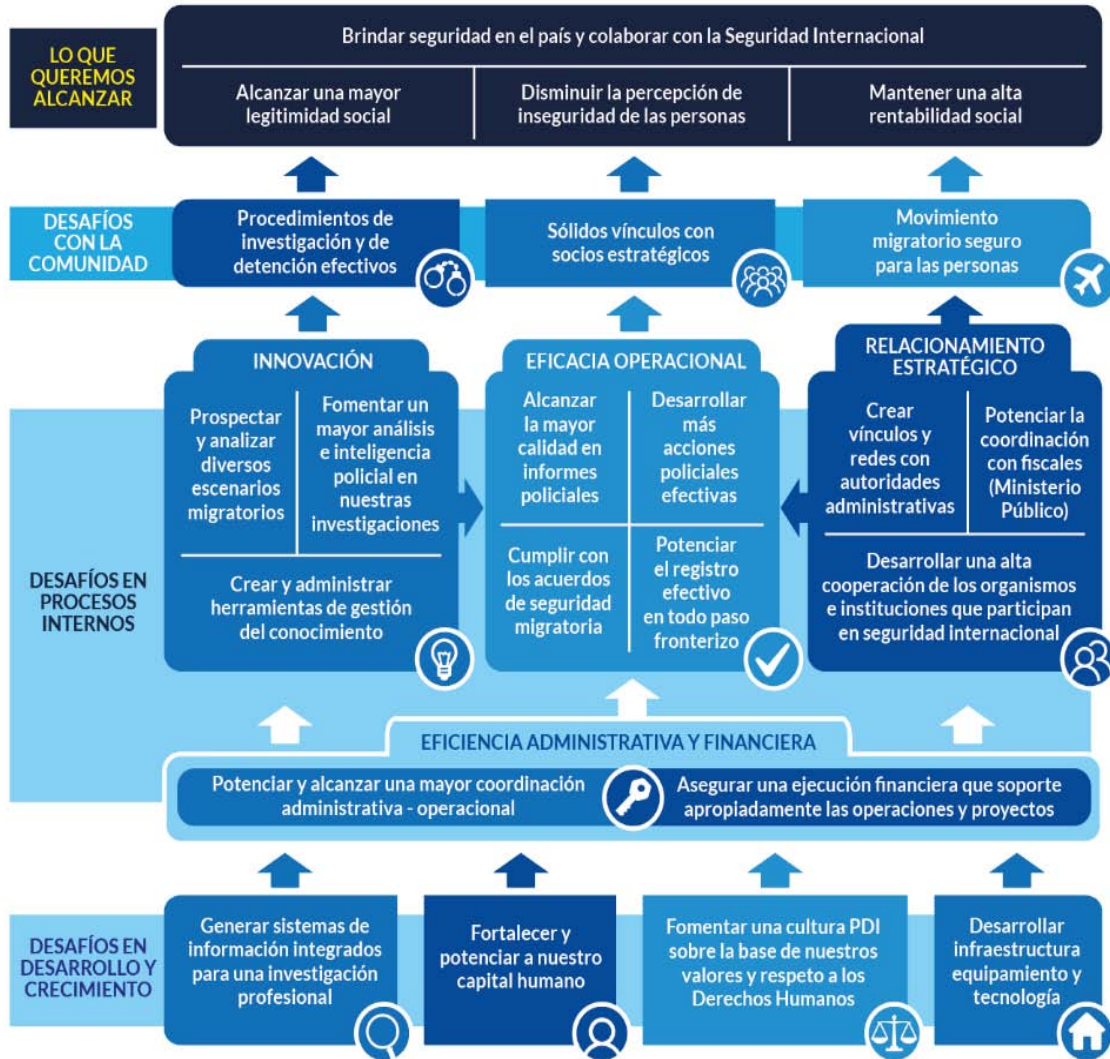 LO QUE
QUEREMOS
ALCANZAR
Brindar seguridad en el país y colaborar con la Seguridad Internacional
Alcanzar una mayor
legitimidad social
Disminuir la percepción de
inseguridad de las personas
Mantener una alta
rentabilidad social
DESAFÍOS
CON LA
COMUNIDAD
Procedimientos de
investigación y de
detención efectivos
Sólidos vínculos con
socios estratégicos
Movimiento
migratorio seguro
para las personas
DESAFÍOS EN
PROCESOS
INTERNOS
INNOVACIÓN
Prospectar
y analizar
diversos
escenarios
migratorios
Fomentar un
mayor análisis
e inteligencia
policial en
nuestras
investigaciones
Crear y administrar
herramientas de gestión
del conocimiento
EFICACIA OPERACIONAL
Alcanzar
la mayor
calidad en
informes
policiales
Desarrollar
más
acciones
policiales
efectivas
Cumplir con
los acuerdos
de seguridad
migratoria
Potenciar
el registro
efectivo
en todo paso
fronterizo
RELACIONAMIENTO
ESTRATÉGICO
Crear
vínculos y
redes con
autoridades
administrativas
Potenciar la
coordinación
con fiscales
(Ministerio
Público)
Desarrollar una alta
cooperación de los organismos
e instituciones que participan
en seguridad internacional
EFICIENCIA ADMINISTRATIVA Y FINANCIERA
Potenciar y alcanzar una mayor coordinación
administrativa - operacional
Asegurar una ejecución financiera que soporte
apropiadamente las operaciones y proyectos
DESAFÍOS EN
DESARROLLO Y
CRECIMIENTO
Generar sistemas de
información integrados
para una investigación
profesional
Fortalecer y
potenciar a nuestro
capital humano
Fomentar una cultura PDI
sobre la base de nuestros
valores y respeto a los
Derechos Humanos
Desarrollar
infraestructura
equipamiento y
tecnología